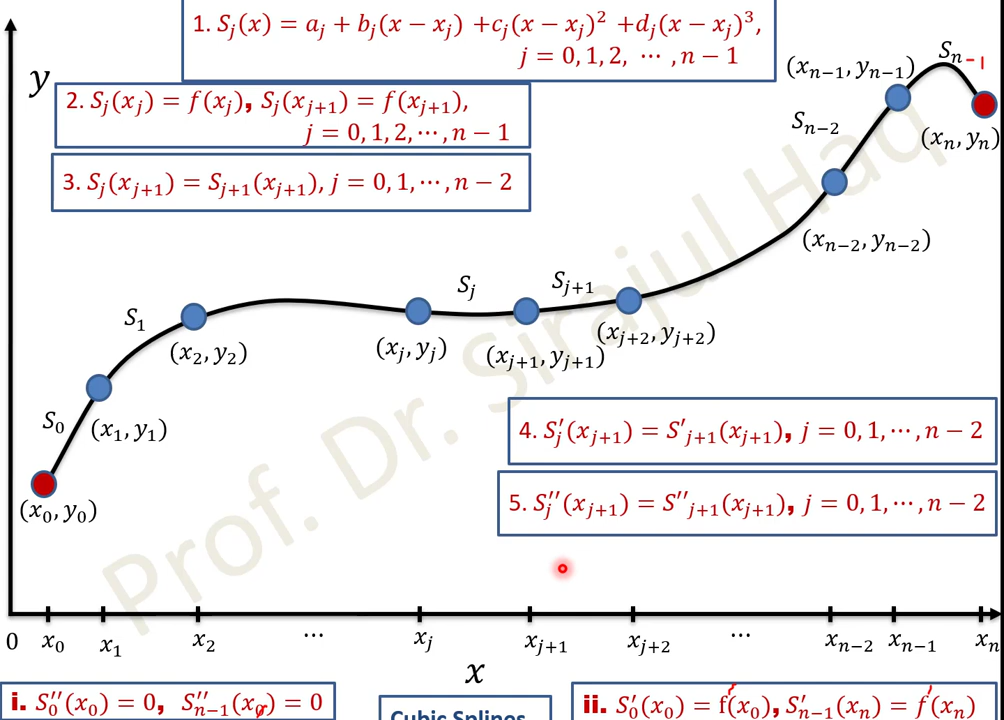 1. Sⱼ(x) = aⱼ + bⱼ(x − xⱼ) +cⱼ(x − xⱼ)² +dⱼ(x − xⱼ)³,
j = 0,1,2, ⋯ , n − 1
y
2. Sⱼ(xⱼ) = f(xⱼ), Sⱼ(xⱼ₊₁) = f(xⱼ₊₁),
j = 0, 1, 2, ⋯, n − 1
3. Sⱼ(xⱼ₊₁) = Sⱼ₊₁(xⱼ₊₁), j = 0, 1, ⋯, n − 2
Sₙ₋₁
(xₙ₋₁, yₙ₋₁)
Sₙ₋₂
(xₙ, yₙ)
(xₙ₋₂, yₙ₋₂)
Sⱼ
Sⱼ₊₁
S₁
(x₂, y₂)
(xⱼ, yⱼ)
(xⱼ₊₁, yⱼ₊₁)
(xⱼ₊₂, yⱼ₊₂)
S₀
(x₁, y₁)
(x₀, y₀)
4. S′ⱼ(xⱼ₊₁) = S′ⱼ₊₁(xⱼ₊₁), j = 0, 1, ⋯, n − 2
5. S′′ⱼ(xⱼ₊₁) = S′′ⱼ₊₁(xⱼ₊₁), j = 0, 1, ⋯, n − 2
Prof. Dr. Sirajul Haq
0 x₀ x₁ x₂ ⋯ xⱼ xⱼ₊₁ xⱼ₊₂ ⋯ xₙ₋₂ xₙ₋₁ xₙ
x
i. S′′₀(x₀) = 0, S′′ₙ₋₁(xₙ) = 0
Cubic Splines
ii. S′₀(x₀) = f′(x₀), S′ₙ₋₁(xₙ) = f′(xₙ)